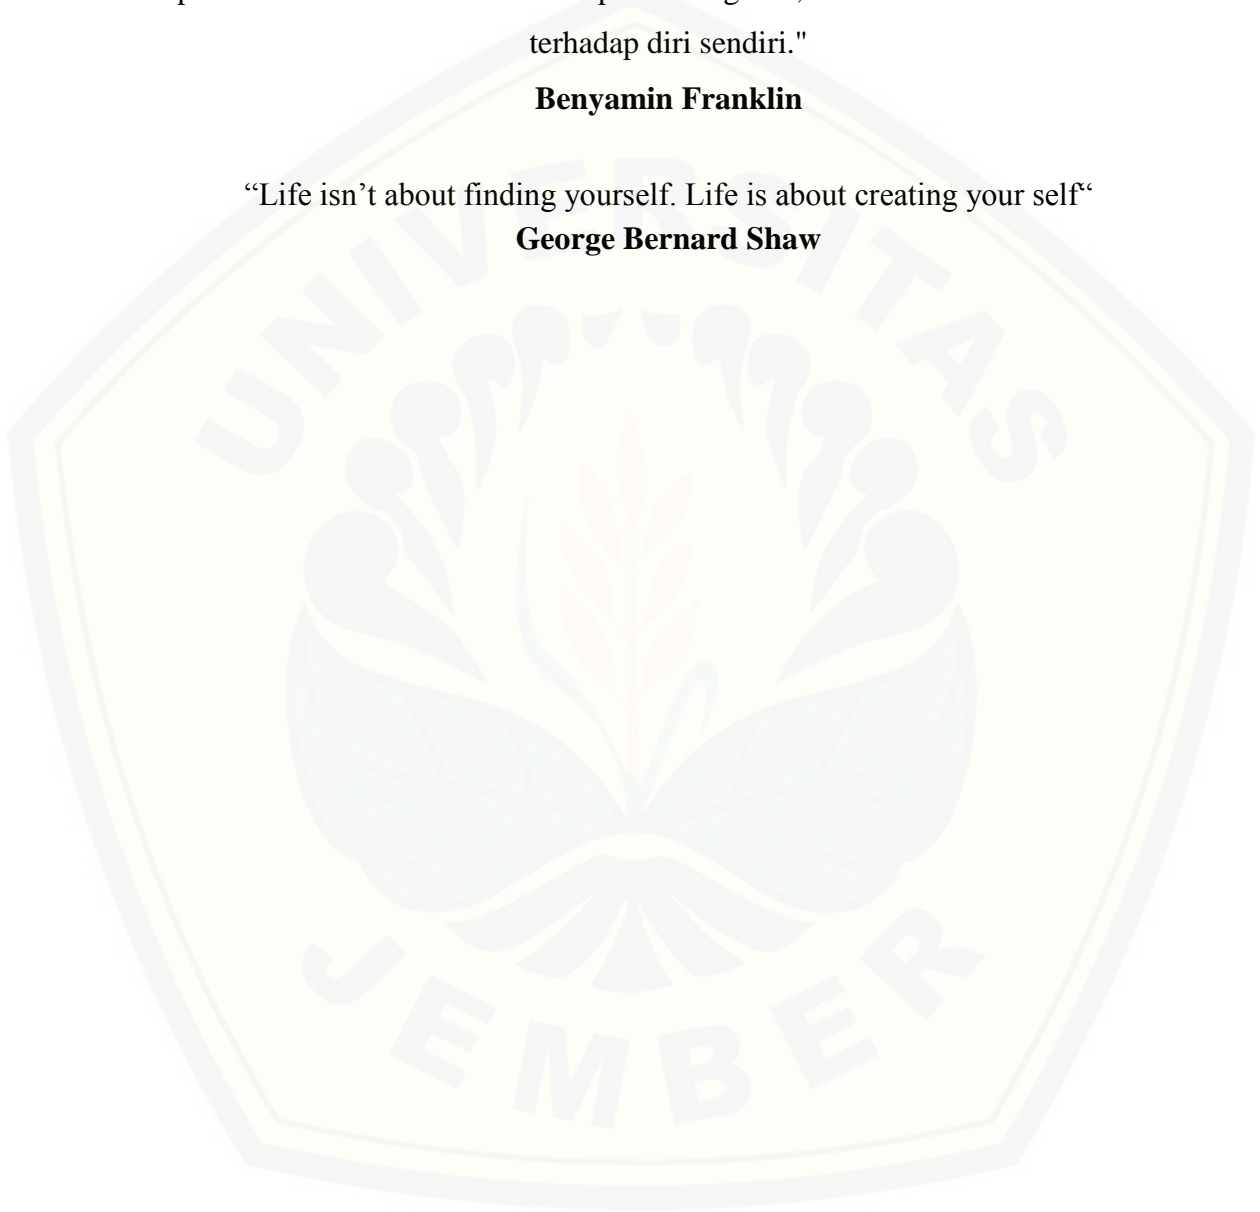 terhadap diri sendiri."
Benyamin Franklin
“Life isn’t about finding yourself. Life is about creating your self“
George Bernard Shaw
UNIVERSITAS
JEMBER